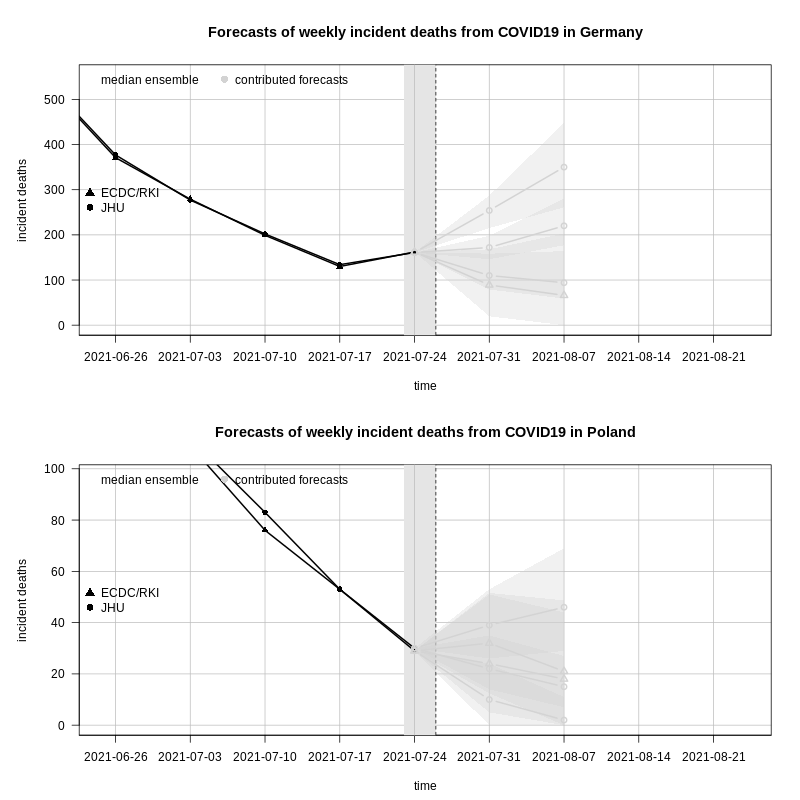 Forecasts of weekly incident deaths from COVID19 in Germany
median ensemble contributed forecasts
500
400
300
200
100
0
incident deaths
ECDC/RKI
JHU
2021-06-26 2021-07-03 2021-07-10 2021-07-17 2021-07-24 2021-07-31 2021-08-07 2021-08-14 2021-08-21
time
Forecasts of weekly incident deaths from COVID19 in Poland
median ensemble contributed forecasts
100
80
60
40
20
0
incident deaths
ECDC/RKI
JHU
2021-06-26 2021-07-03 2021-07-10 2021-07-17 2021-07-24 2021-07-31 2021-08-07 2021-08-14 2021-08-21
time